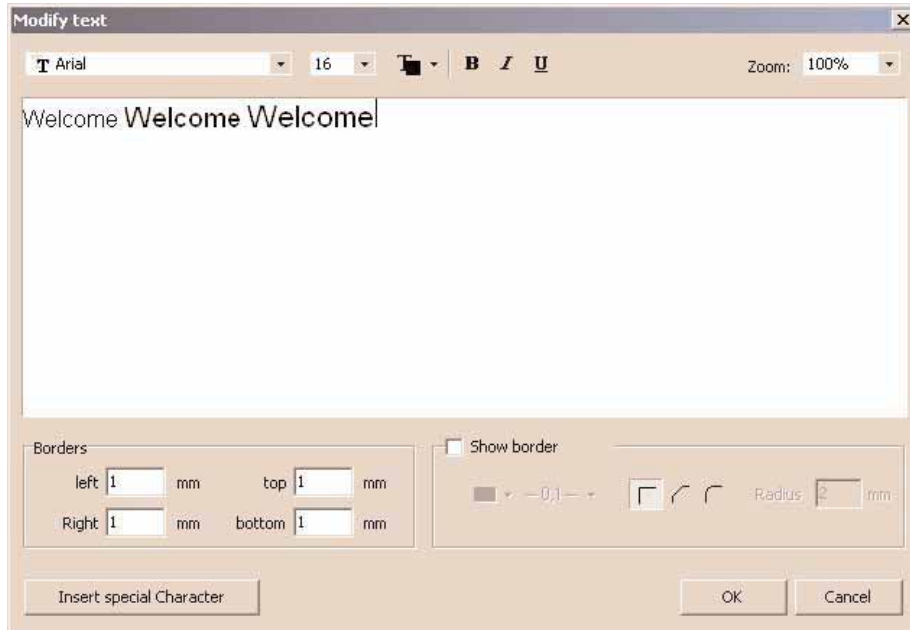 Modify text
T Arial 16 T B I U Zoom: 100%
Welcome Welcome Welcome
Borders
left 1 mm top 1 mm
Right 1 mm bottom 1 mm
Show border
0,1 Radius 2 mm
Insert special Character OK Cancel